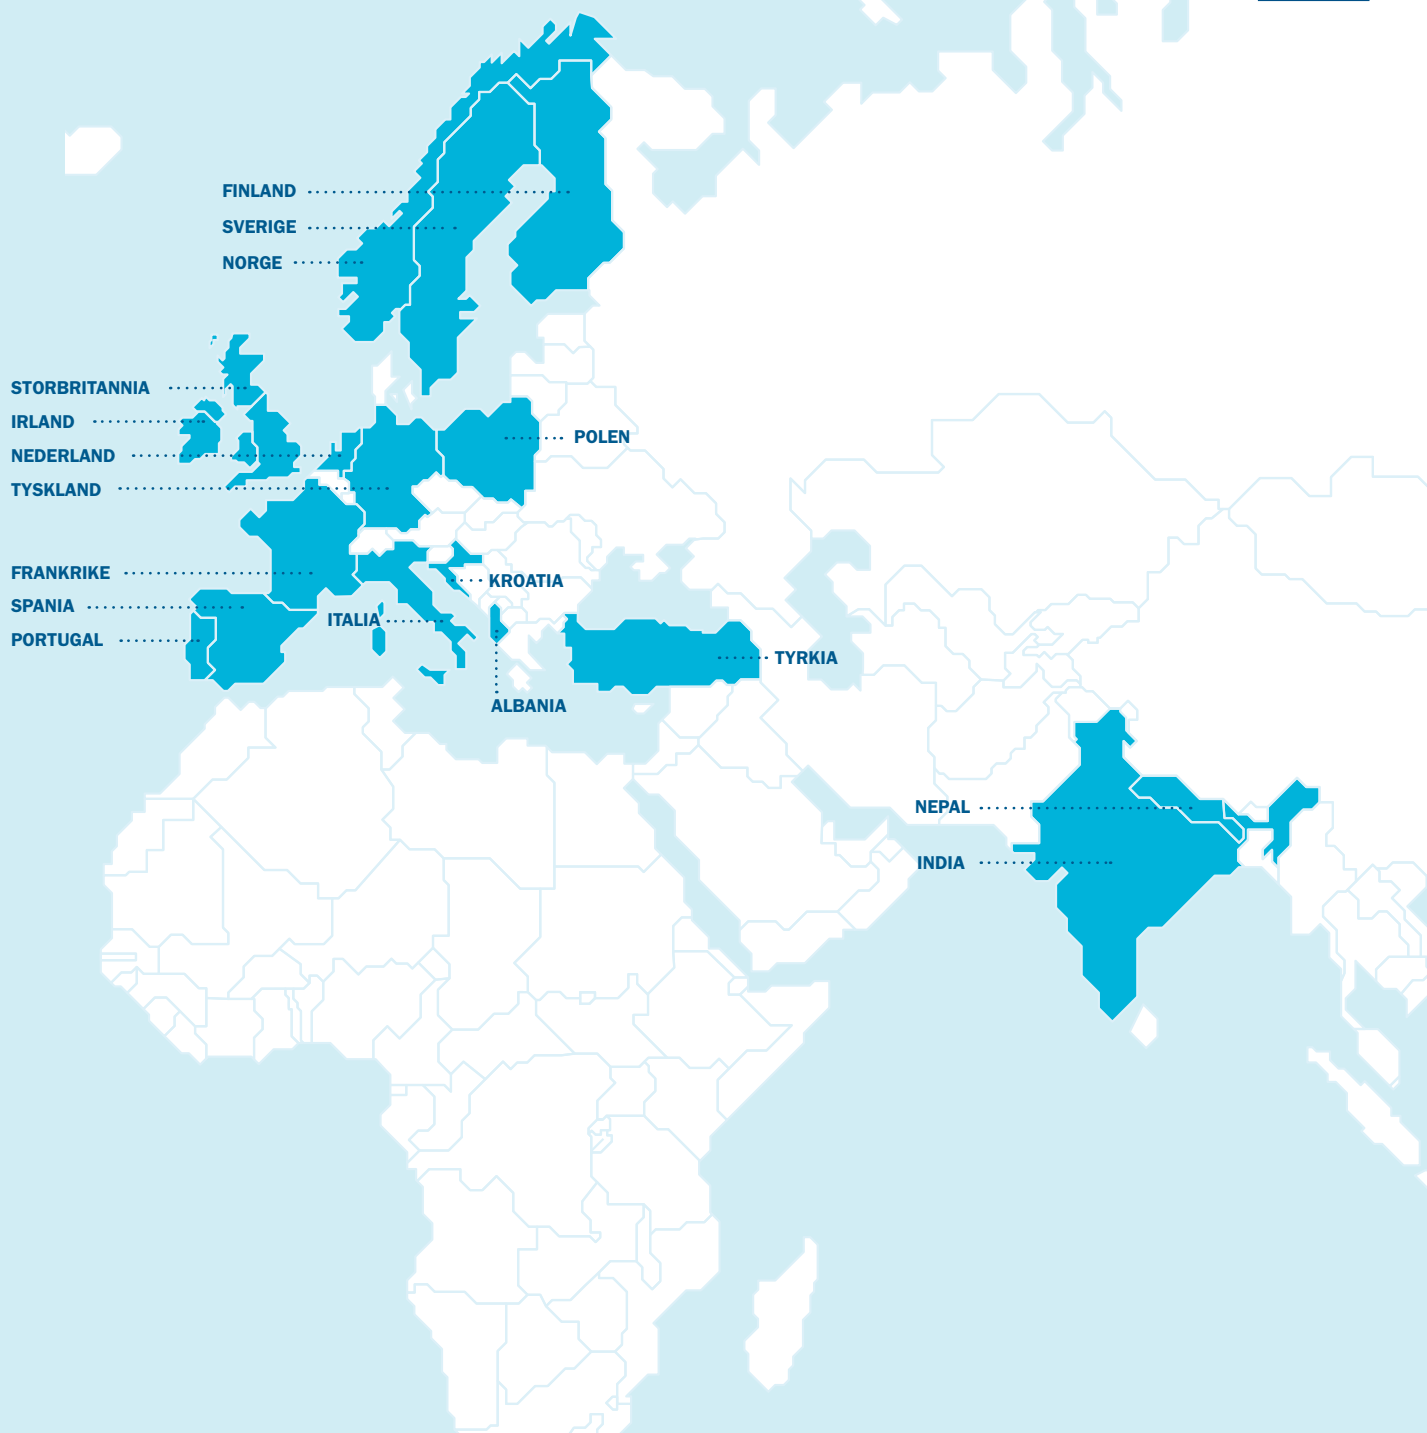 FINLAND
SVERIGE
NORGE
STORBRITANNIA
IRLAND
NEDERLAND
TYSKLAND
POLEN
FRANKRIKE
KROATIA
SPANIA
ITALIA
PORTUGAL
TYRKIA
ALBANIA
NEPAL
INDIA